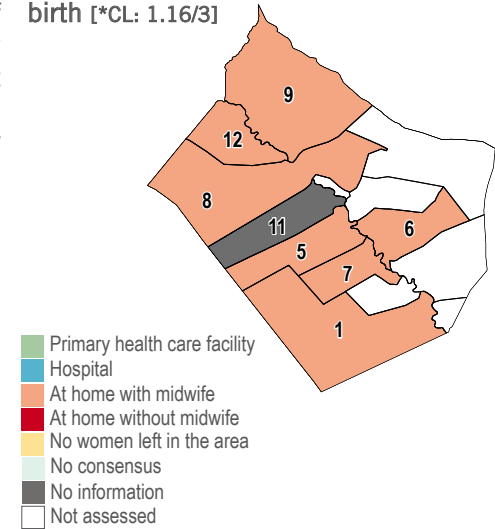 birth [*CL: 1.16/3]
9
12
8
11
6
5
7
1
Primary health care facility
Hospital
At home with midwife
At home without midwife
No women left in the area
No consensus
No information
Not assessed